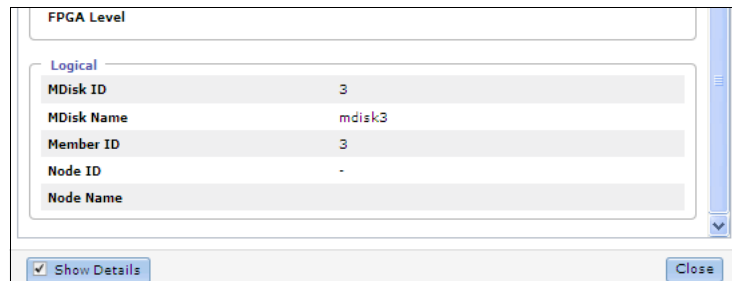 FPGA Level
Logical
MDisk ID 3
MDisk Name mdisk3
Member ID 3
Node ID -
Node Name
Show Details Close